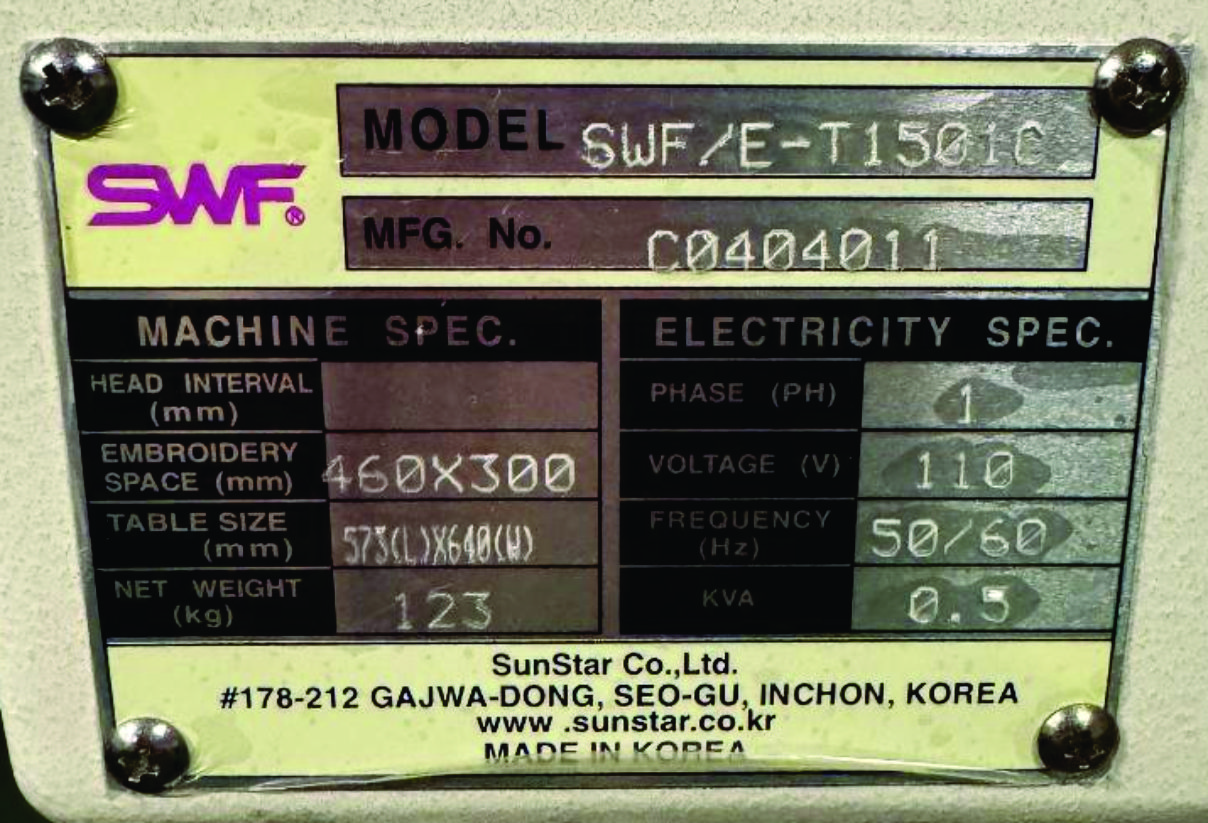 SWF®
MODEL SWF/E-T1501C
MFG. No. C0404011
MACHINE SPEC.
HEAD INTERVAL
(mm)
EMBROIDERY
SPACE (mm) 460X300
TABLE SIZE
(mm) 573(L)X640(W)
NET WEIGHT
(kg) 123
ELECTRICITY SPEC.
PHASE (PH) 1
VOLTAGE (V) 110
FREQUENCY
(Hz) 50/60
KVA 0.5
SunStar Co.,Ltd.
#178-212 GAJWA-DONG, SEO-GU, INCHON, KOREA
www .sunstar.co.kr
MADE IN KOREA